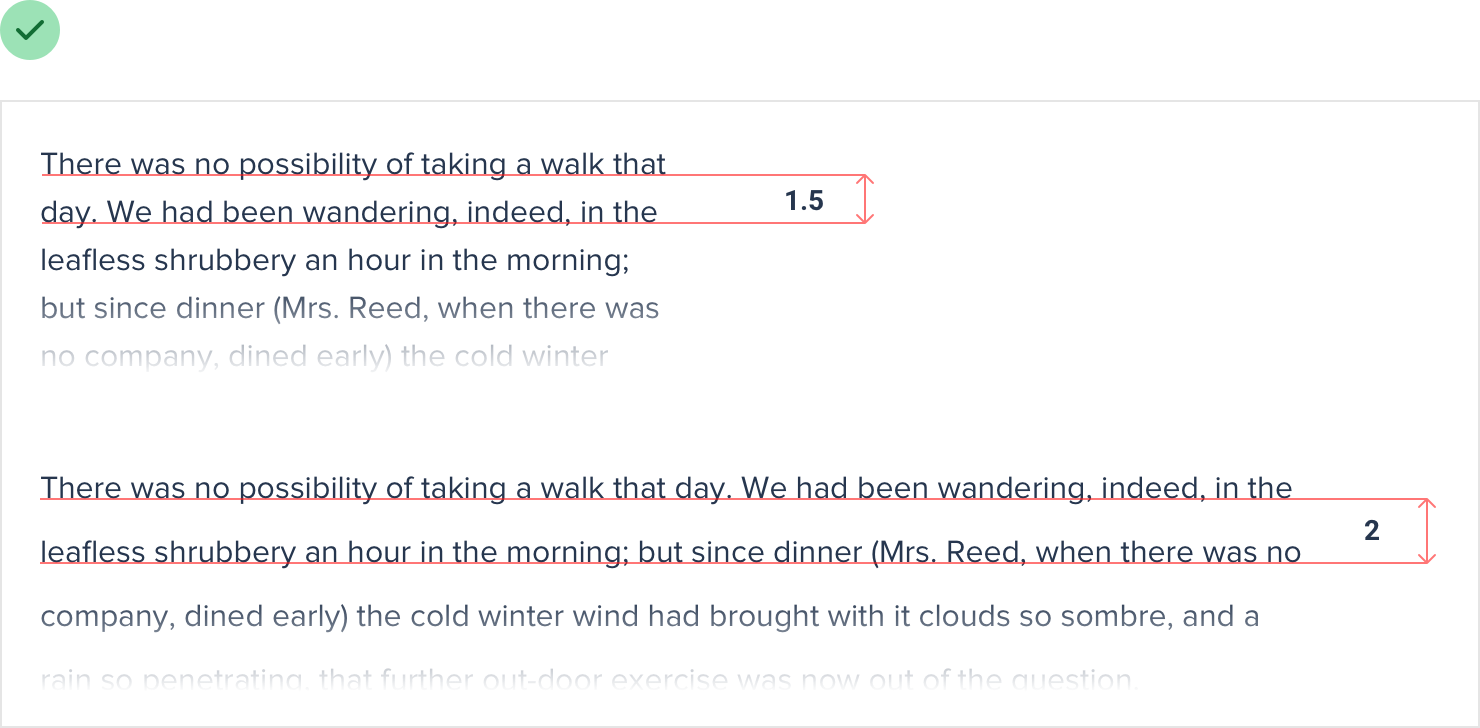 There was no possibility of taking a walk that
day. We had been wandering, indeed, in the
1.5
leafless shrubbery an hour in the morning;
but since dinner (Mrs. Reed, when there was
no company, dined early) the cold winter
There was no possibility of taking a walk that day. We had been wandering, indeed, in the
2
leafless shrubbery an hour in the morning; but since dinner (Mrs. Reed, when there was no
company, dined early) the cold winter wind had brought with it clouds so sombre, and a
rain so penetrating, that further out-door exercise was now out of the question.